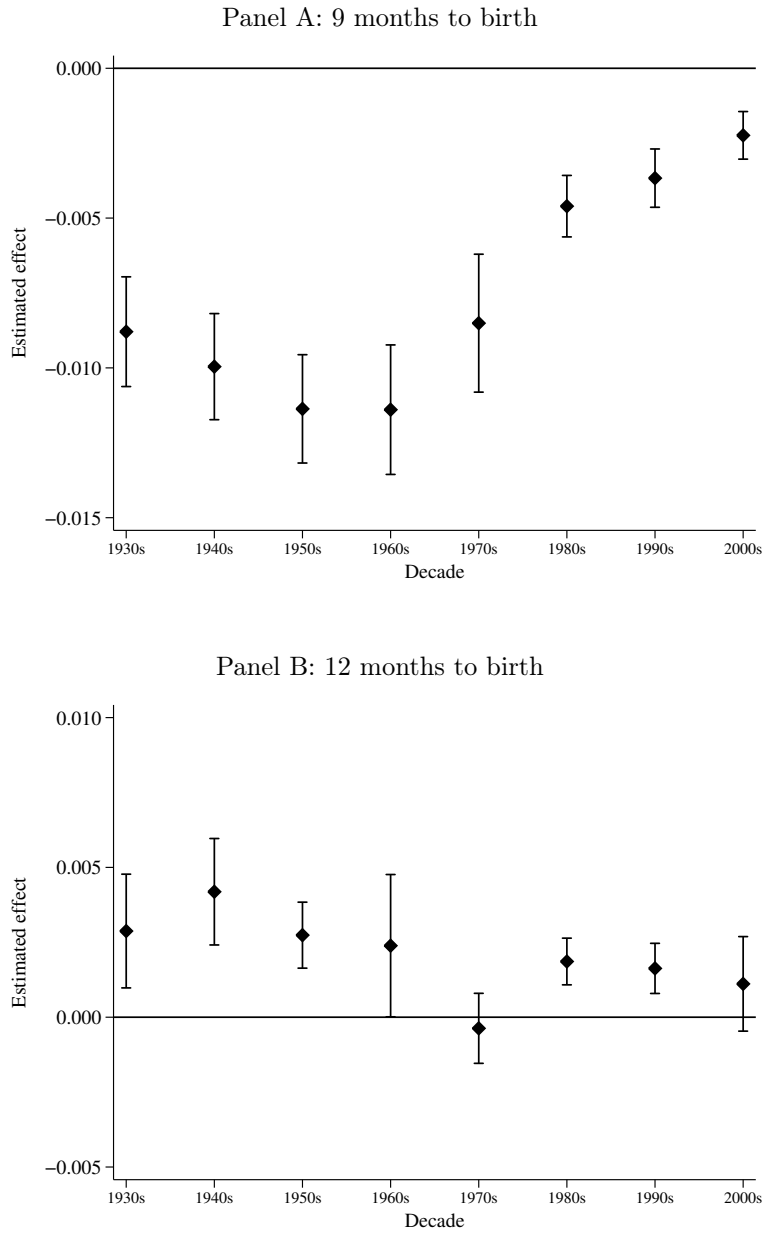 Panel A: 9 months to birth
0.000
−0.005
−0.010
−0.015
Estimated effect
1930s 1940s 1950s 1960s 1970s 1980s 1990s 2000s
Decade
Panel B: 12 months to birth
0.010
0.005
0.000
−0.005
Estimated effect
1930s 1940s 1950s 1960s 1970s 1980s 1990s 2000s
Decade